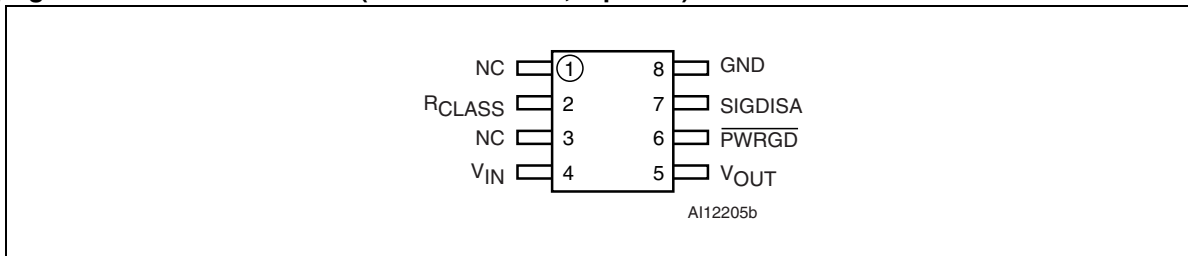 NC 1 8 GND
RCLASS 2 7 SIGDISA
NC 3 6 PWRGD
VIN 4 5 VOUT
AI12205b